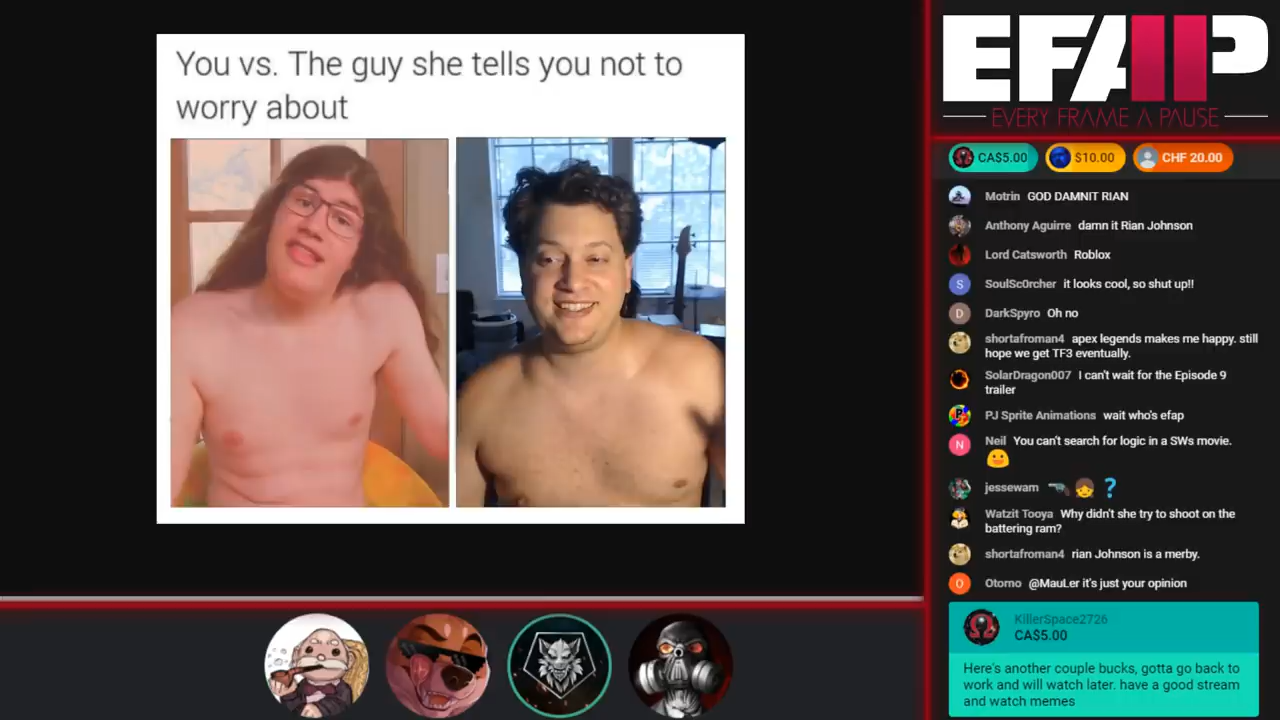 You vs. The guy she tells you not to
worry about
EFAP
EVERY FRAME A PAUSE
CA$5.00
$10.00
CHF 20.00
Motrin GOD DAMNIT RIAN
Anthony Aguirre damn it Rian Johnson
Lord Catsworth Roblox
S
SoulSc0rcher it looks cool, so shut up!!
D
DarkSpyro Oh no
shortafroman4 apex legends makes me happy. still
hope we get TF3 eventually.
SolarDragon007 I can't wait for the Episode 9
trailer
PJ Sprite Animations wait who's efap
N
Neil You can't search for logic in a SWs movie.
jessewam
Watzit Tooya Why didn't she try to shoot on the
battering ram?
shortafroman4 rian Johnson is a merby.
O
Otomo @MauLer it's just your opinion
KillerSpace2726
CA$5.00
Here's another couple bucks, gotta go back to
work and will watch later. have a good stream
and watch memes